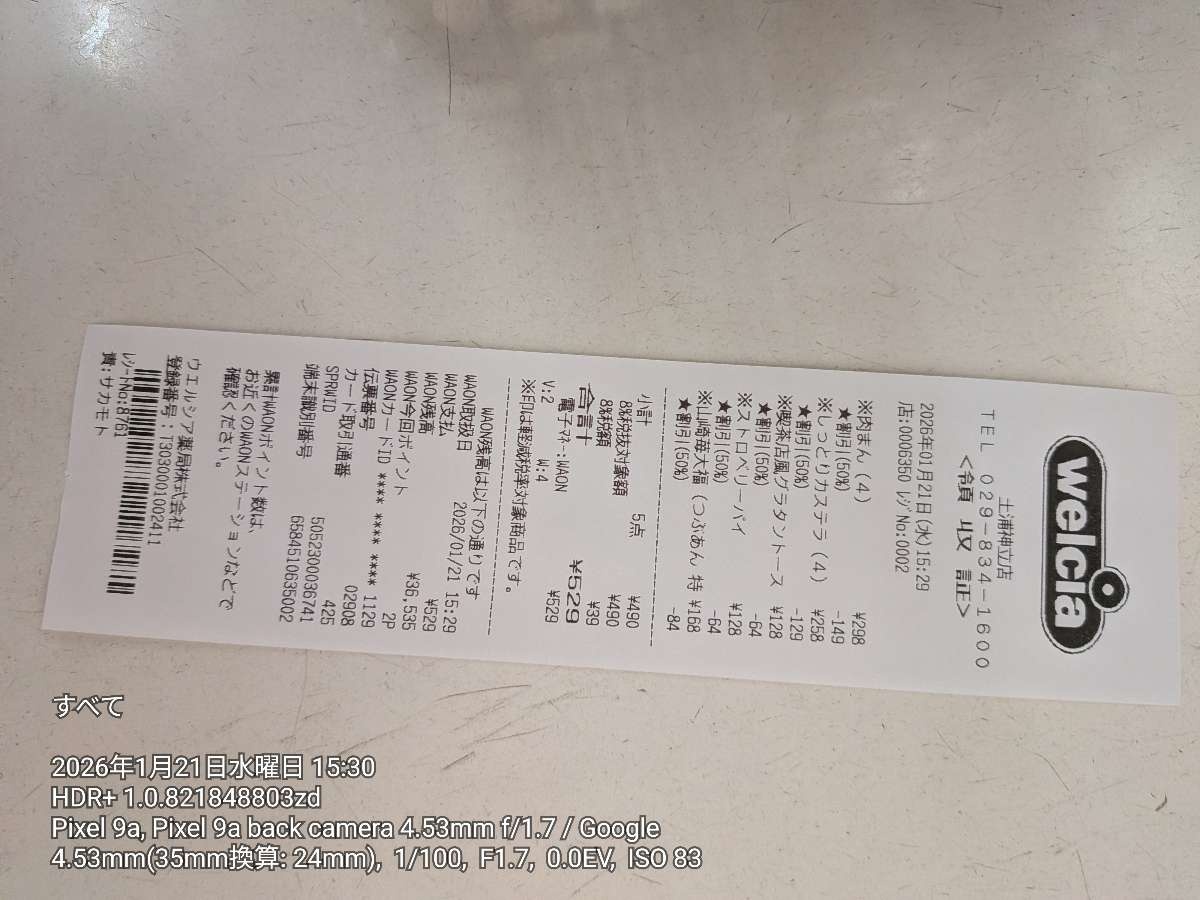 welcia
土浦神立店
TEL 029-834-1600
<領 収 証>
2026年01月21日(水)15:29
店:0006350 ﾚｼﾞNo:0002
※肉まん(4) ¥298
★割引(50%) -149
※しっとりカステラ(4) ¥258
★割引(50%) -129
※喫茶店風グラタントース ¥128
★割引(50%) -64
※ストロベリーパイ ¥128
★割引(50%) -64
※山崎苺大福(つぶあん 特 ¥168
★割引(50%) -84
小計 5点 ¥490
8%税抜対象額 ¥490
8%税額 ¥39
合計 ¥529
電子ﾏﾈｰ:WAON ¥529
V:2 W:4
※印は軽減税率対象商品です。
WAON残高は以下の通りです
WAON取扱日 2026/01/21 15:29
WAON支払 ¥529
WAON残高 ¥36,535
WAON今回ポイント 2P
WAONカードID **** **** **** 1129
伝票番号 02908
カード取引通番 425
SPRWID 5052300036741
端末識別番号 6684510635002
累計WAONポイント数は、
お近くのWAONステーションなどで
確認ください。
ウエルシア薬局株式会社
登録番号:T3030001002411
ﾚｼｰﾄNo:8761
責:サカモト
すべて
2026年1月21日水曜日 15:30
HDR+ 1.0.821848803zd
Pixel 9a, Pixel 9a back camera 4.53mm f/1.7 / Google
4.53mm(35mm換算: 24mm), 1/100, F1.7, 0.0EV, ISO 83